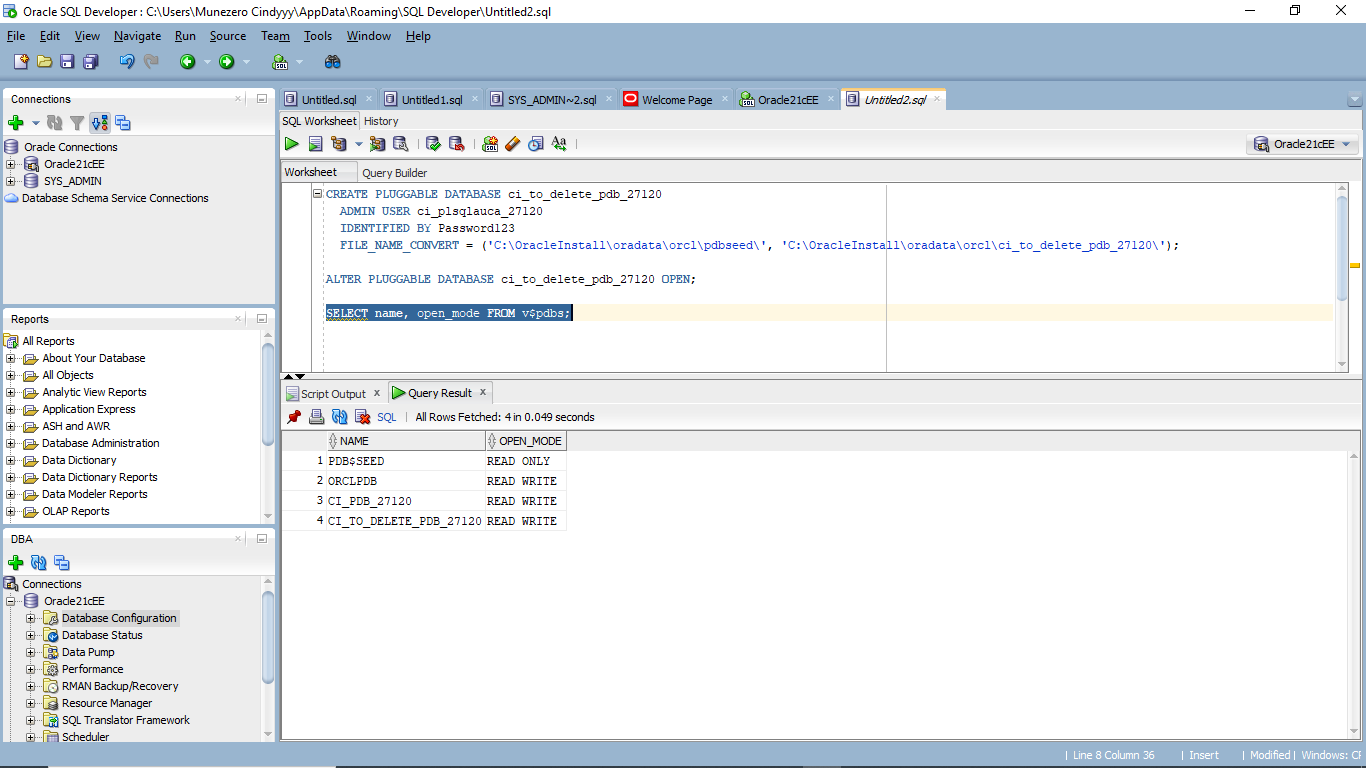 Oracle SQL Developer : C:\Users\Munezero Cindyyy\AppData\Roaming\SQL Developer\Untitled2.sql
File Edit View Navigate Run Source Team Tools Window Help
Connections
Oracle Connections
Oracle21cEE
SYS_ADMIN
Database Schema Service Connections
Reports
All Reports
About Your Database
All Objects
Analytic View Reports
Application Express
ASH and AWR
Database Administration
Data Dictionary
Data Dictionary Reports
Data Modeler Reports
OLAP Reports
DBA
Connections
Oracle21cEE
Database Configuration
Database Status
Data Pump
Performance
RMAN Backup/Recovery
Resource Manager
SQL Translator Framework
Scheduler
Untitled.sql Untitled1.sql SYS_ADMIN~2.sql Welcome Page Oracle21cEE Untitled2.sql
SQL Worksheet History
Aa
Oracle21cEE
Worksheet Query Builder
CREATE PLUGGABLE DATABASE ci_to_delete_pdb_27120
ADMIN USER ci_plsqlauca_27120
IDENTIFIED BY Password123
FILE_NAME_CONVERT = ('C:\OracleInstall\oradata\orcl\pdbseed\', 'C:\OracleInstall\oradata\orcl\ci_to_delete_pdb_27120\');
ALTER PLUGGABLE DATABASE ci_to_delete_pdb_27120 OPEN;
SELECT name, open_mode FROM v$pdbs;
Script Output Query Result
SQL All Rows Fetched: 4 in 0.049 seconds
NAME OPEN_MODE
1 PDB$SEED READ ONLY
2 ORCLPDB READ WRITE
3 CI_PDB_27120 READ WRITE
4 CI_TO_DELETE_PDB_27120 READ WRITE
Line 8 Column 36 Insert Modified Windows: